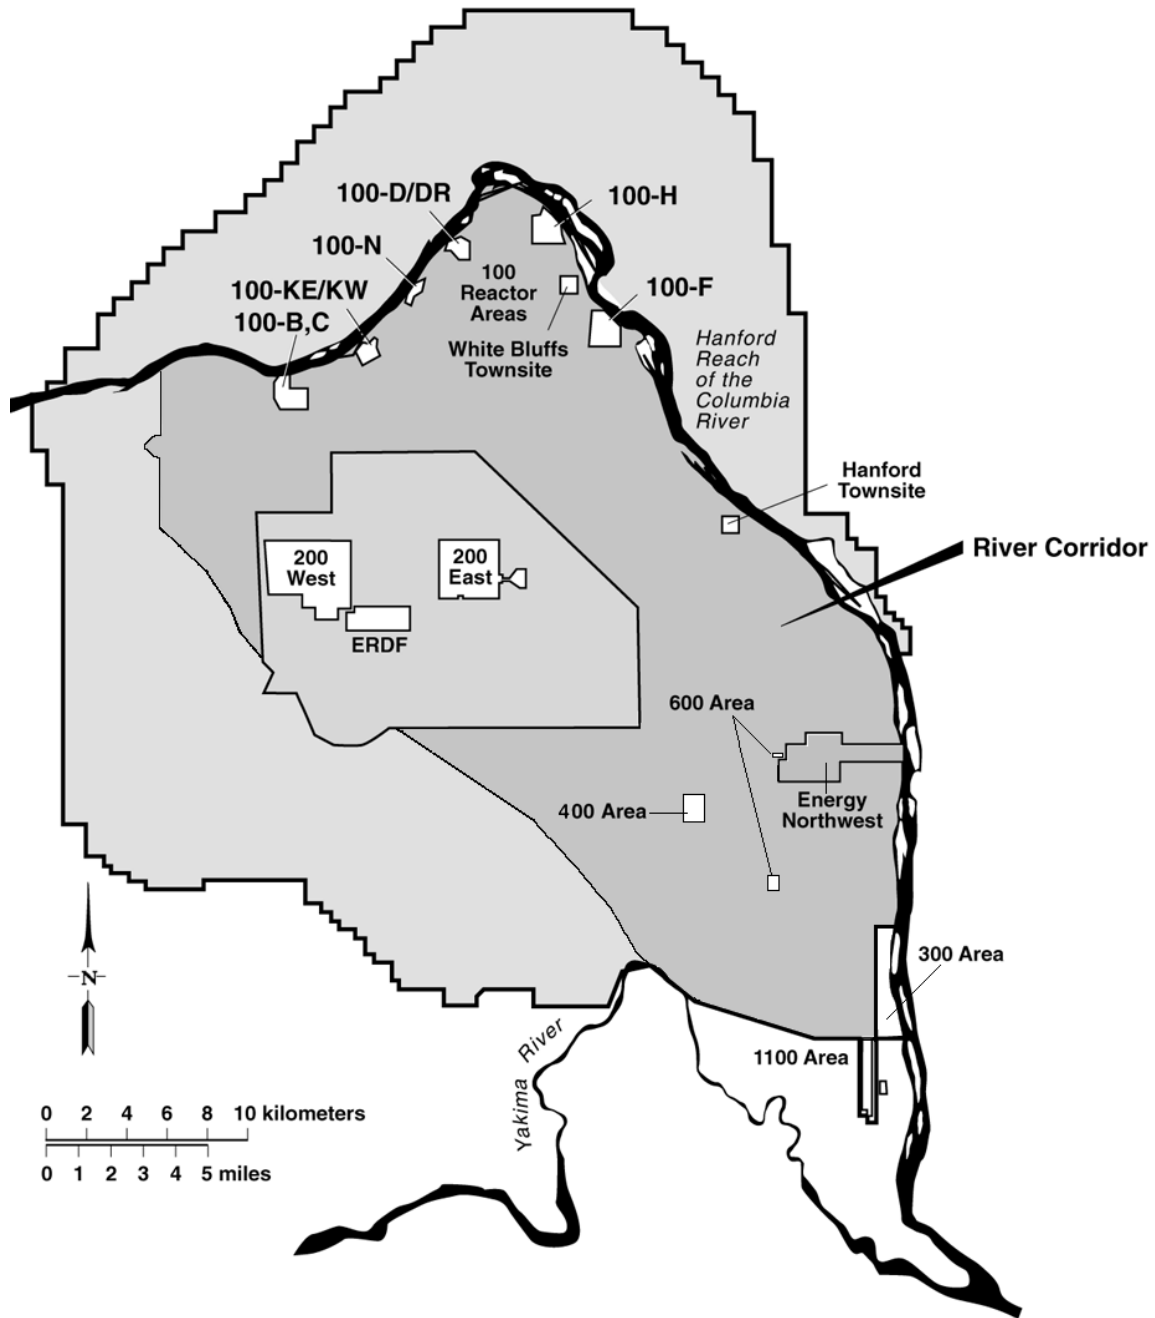 100-D/DR
100-H
100-N
100
Reactor
Areas
100-KE/KW
100-B,C
100-F
White Bluffs
Townsite
Hanford
Reach
of the
Columbia
River
Hanford
Townsite
River Corridor
200
West
200
East
ERDF
600 Area
400 Area
Energy
Northwest
300 Area
N
River
Yakima
1100 Area
0 2 4 6 8 10 kilometers
0 1 2 3 4 5 miles